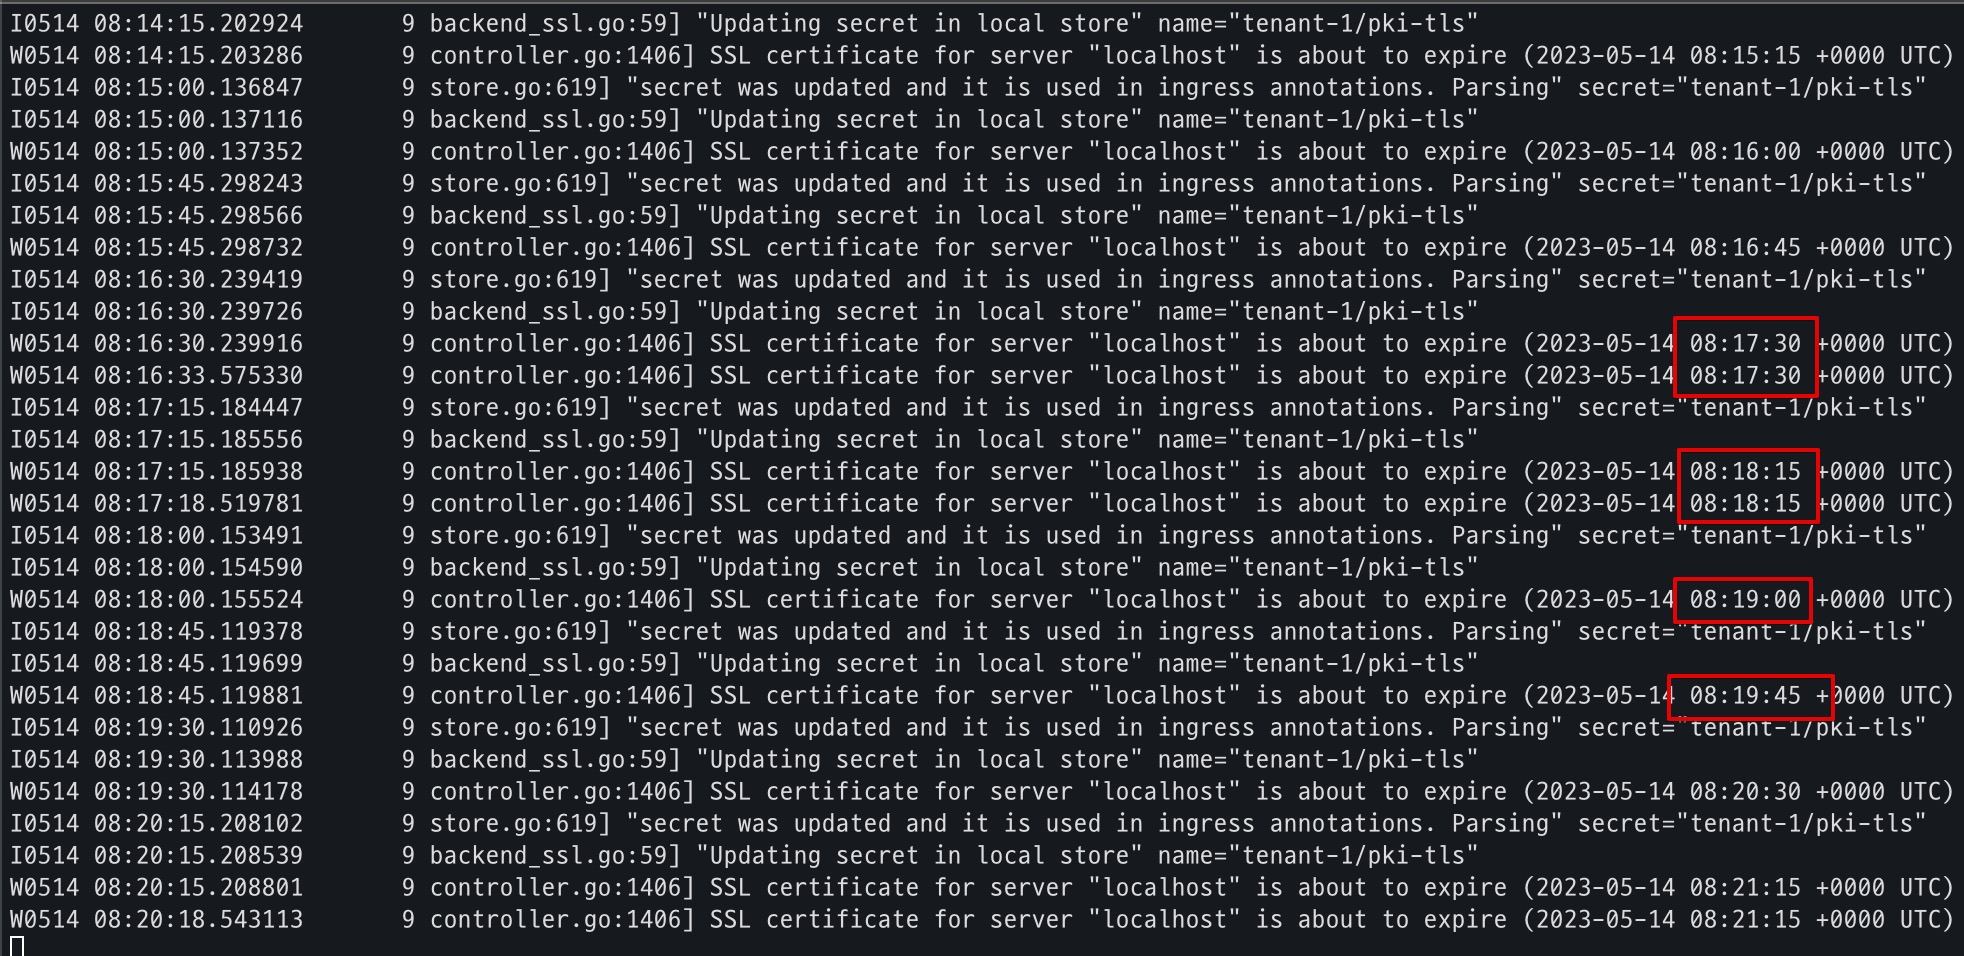 I0514 08:14:15.202924       9 backend_ssl.go:59] "Updating secret in local store" name="tenant-1/pki-tls"
W0514 08:14:15.203286       9 controller.go:1406] SSL certificate for server "localhost" is about to expire (2023-05-14 08:15:15 +0000 UTC)
I0514 08:15:00.136847       9 store.go:619] "secret was updated and it is used in ingress annotations. Parsing" secret="tenant-1/pki-tls"
I0514 08:15:00.137116       9 backend_ssl.go:59] "Updating secret in local store" name="tenant-1/pki-tls"
W0514 08:15:00.137352       9 controller.go:1406] SSL certificate for server "localhost" is about to expire (2023-05-14 08:16:00 +0000 UTC)
I0514 08:15:45.298243       9 store.go:619] "secret was updated and it is used in ingress annotations. Parsing" secret="tenant-1/pki-tls"
I0514 08:15:45.298566       9 backend_ssl.go:59] "Updating secret in local store" name="tenant-1/pki-tls"
W0514 08:15:45.298732       9 controller.go:1406] SSL certificate for server "localhost" is about to expire (2023-05-14 08:16:45 +0000 UTC)
I0514 08:16:30.239419       9 store.go:619] "secret was updated and it is used in ingress annotations. Parsing" secret="tenant-1/pki-tls"
I0514 08:16:30.239726       9 backend_ssl.go:59] "Updating secret in local store" name="tenant-1/pki-tls"
W0514 08:16:30.239916       9 controller.go:1406] SSL certificate for server "localhost" is about to expire (2023-05-14 08:17:30 +0000 UTC)
W0514 08:16:33.575330       9 controller.go:1406] SSL certificate for server "localhost" is about to expire (2023-05-14 08:17:30 +0000 UTC)
I0514 08:17:15.184447       9 store.go:619] "secret was updated and it is used in ingress annotations. Parsing" secret="tenant-1/pki-tls"
I0514 08:17:15.185556       9 backend_ssl.go:59] "Updating secret in local store" name="tenant-1/pki-tls"
W0514 08:17:15.185938       9 controller.go:1406] SSL certificate for server "localhost" is about to expire (2023-05-14 08:18:15 +0000 UTC)
W0514 08:17:18.519781       9 controller.go:1406] SSL certificate for server "localhost" is about to expire (2023-05-14 08:18:15 +0000 UTC)
I0514 08:18:00.153491       9 store.go:619] "secret was updated and it is used in ingress annotations. Parsing" secret="tenant-1/pki-tls"
I0514 08:18:00.154590       9 backend_ssl.go:59] "Updating secret in local store" name="tenant-1/pki-tls"
W0514 08:18:00.155524       9 controller.go:1406] SSL certificate for server "localhost" is about to expire (2023-05-14 08:19:00 +0000 UTC)
I0514 08:18:45.119378       9 store.go:619] "secret was updated and it is used in ingress annotations. Parsing" secret="tenant-1/pki-tls"
I0514 08:18:45.119699       9 backend_ssl.go:59] "Updating secret in local store" name="tenant-1/pki-tls"
W0514 08:18:45.119881       9 controller.go:1406] SSL certificate for server "localhost" is about to expire (2023-05-14 08:19:45 +0000 UTC)
I0514 08:19:30.110926       9 store.go:619] "secret was updated and it is used in ingress annotations. Parsing" secret="tenant-1/pki-tls"
I0514 08:19:30.113988       9 backend_ssl.go:59] "Updating secret in local store" name="tenant-1/pki-tls"
W0514 08:19:30.114178       9 controller.go:1406] SSL certificate for server "localhost" is about to expire (2023-05-14 08:20:30 +0000 UTC)
I0514 08:20:15.208102       9 store.go:619] "secret was updated and it is used in ingress annotations. Parsing" secret="tenant-1/pki-tls"
I0514 08:20:15.208539       9 backend_ssl.go:59] "Updating secret in local store" name="tenant-1/pki-tls"
W0514 08:20:15.208801       9 controller.go:1406] SSL certificate for server "localhost" is about to expire (2023-05-14 08:21:15 +0000 UTC)
W0514 08:20:18.543113       9 controller.go:1406] SSL certificate for server "localhost" is about to expire (2023-05-14 08:21:15 +0000 UTC)